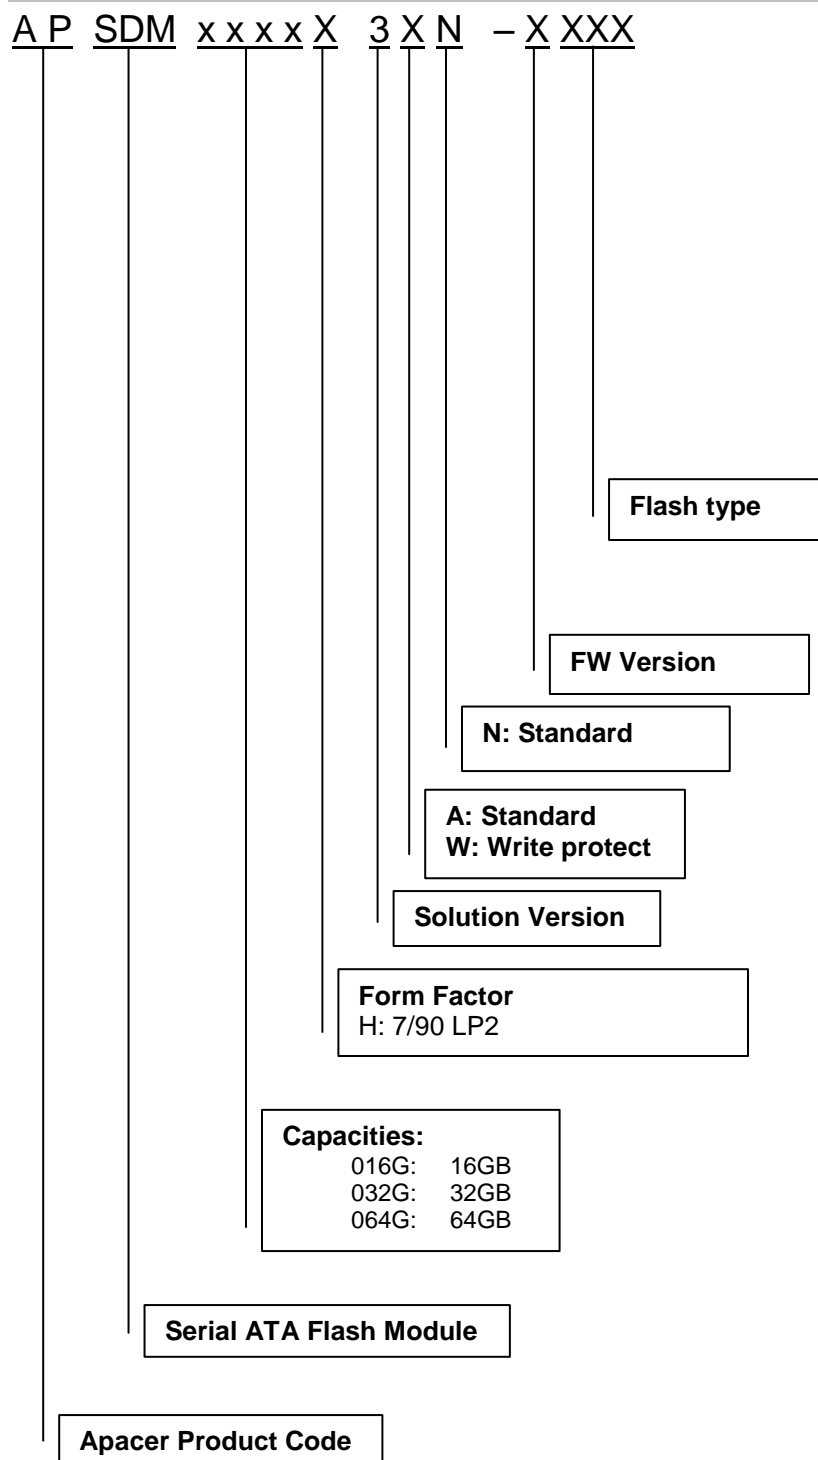 A P SDM x x x x X 3 X N – X XXX
Flash type
FW Version
N: Standard
A: Standard
W: Write protect
Solution Version
Form Factor
H: 7/90 LP2
Capacities:
016G: 16GB
032G: 32GB
064G: 64GB
Serial ATA Flash Module
Apacer Product Code